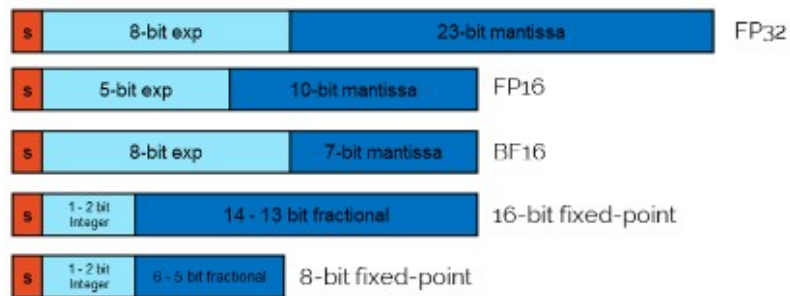 s 8-bit exp 23-bit mantissa FP32
s 5-bit exp 10-bit mantissa FP16
s 8-bit exp 7-bit mantissa BF16
s 1 - 2 bit Integer 14 - 13 bit fractional 16-bit fixed-point
s 1 - 2 bit Integer 6 - 5 bit fractional 8-bit fixed-point